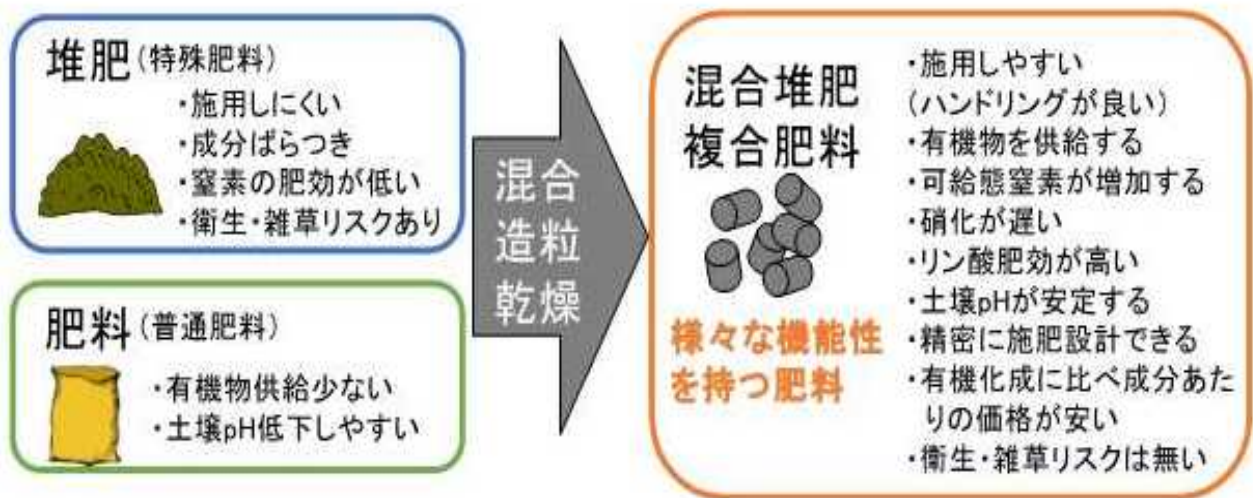 堆肥(特殊肥料)
・施用しにくい
・成分ばらつき
・窒素の肥効が低い
・衛生・雑草リスクあり
肥料(普通肥料)
・有機物供給少ない
・土壌pH低下しやすい
混合
造粒
乾燥
混合堆肥
複合肥料
様々な機能性
を持つ肥料
・施用しやすい
(ハンドリングが良い)
・有機物を供給する
・可給態窒素が増加する
・硝化が遅い
・リン酸肥効が高い
・土壌pHが安定する
・精密に施肥設計できる
・有機化成に比べ成分あた
りの価格が安い
・衛生・雑草リスクは無い